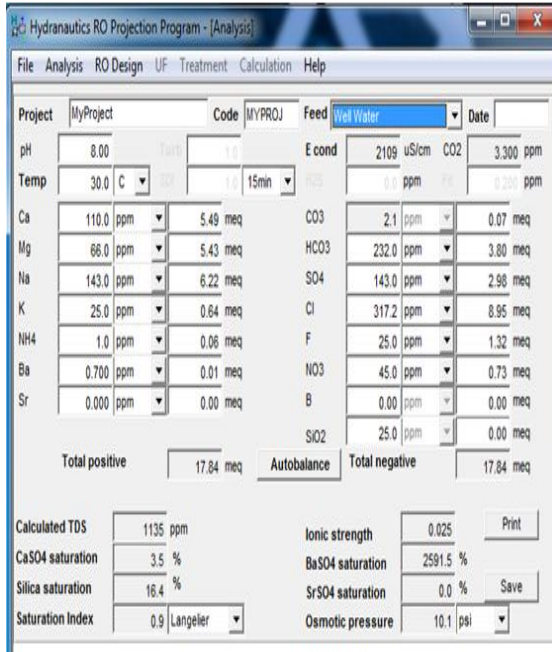 Hydranautics RO Projection Program - [Analysis]
File Analysis RO Design UF Treatment Calculation Help
Project MyProject Code MYPROJ Feed Well Water Date
pH 8.00 Turb 1.0 E cond 2109 uS/cm CO2 3.300 ppm
Temp 30.0 C SDI 1.0 15min H2S 0.0 ppm Fe 0.200 ppm
Ca 110.0 ppm 5.49 meq CO3 2.1 ppm 0.07 meq
Mg 66.0 ppm 5.43 meq HCO3 232.0 ppm 3.80 meq
Na 143.0 ppm 6.22 meq SO4 143.0 ppm 2.98 meq
K 25.0 ppm 0.64 meq Cl 317.2 ppm 8.95 meq
NH4 1.0 ppm 0.06 meq F 25.0 ppm 1.32 meq
Ba 0.700 ppm 0.01 meq NO3 45.0 ppm 0.73 meq
Sr 0.000 ppm 0.00 meq B 0.00 ppm 0.00 meq
SiO2 25.0 ppm 0.00 meq
Total positive 17.84 meq Autobalance Total negative 17.84 meq
Calculated TDS 1135 ppm Ionic strength 0.025 Print
CaSO4 saturation 3.5 % BaSO4 saturation 2591.5 %
Silica saturation 16.4 % SrSO4 saturation 0.0 % Save
Saturation Index 0.9 Langelier Osmotic pressure 10.1 psi